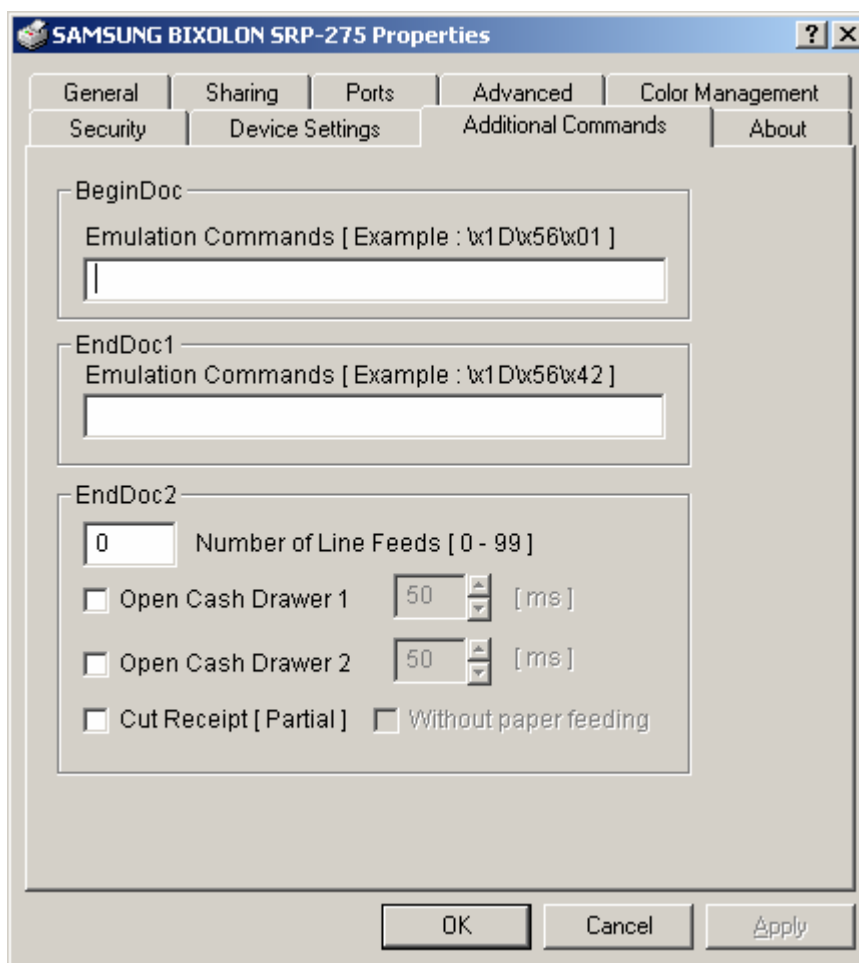 SAMSUNG BIXOLON SRP-275 Properties
General Sharing Ports Advanced Color Management
Security Device Settings Additional Commands About
BeginDoc
Emulation Commands [ Example : \x1D\x56\x01 ]
EndDoc1
Emulation Commands [ Example : \x1D\x56\x42 ]
EndDoc2
0 Number of Line Feeds [ 0 - 99 ]
Open Cash Drawer 1 50 [ ms ]
Open Cash Drawer 2 50 [ ms ]
Cut Receipt [ Partial ] Without paper feeding
OK Cancel Apply